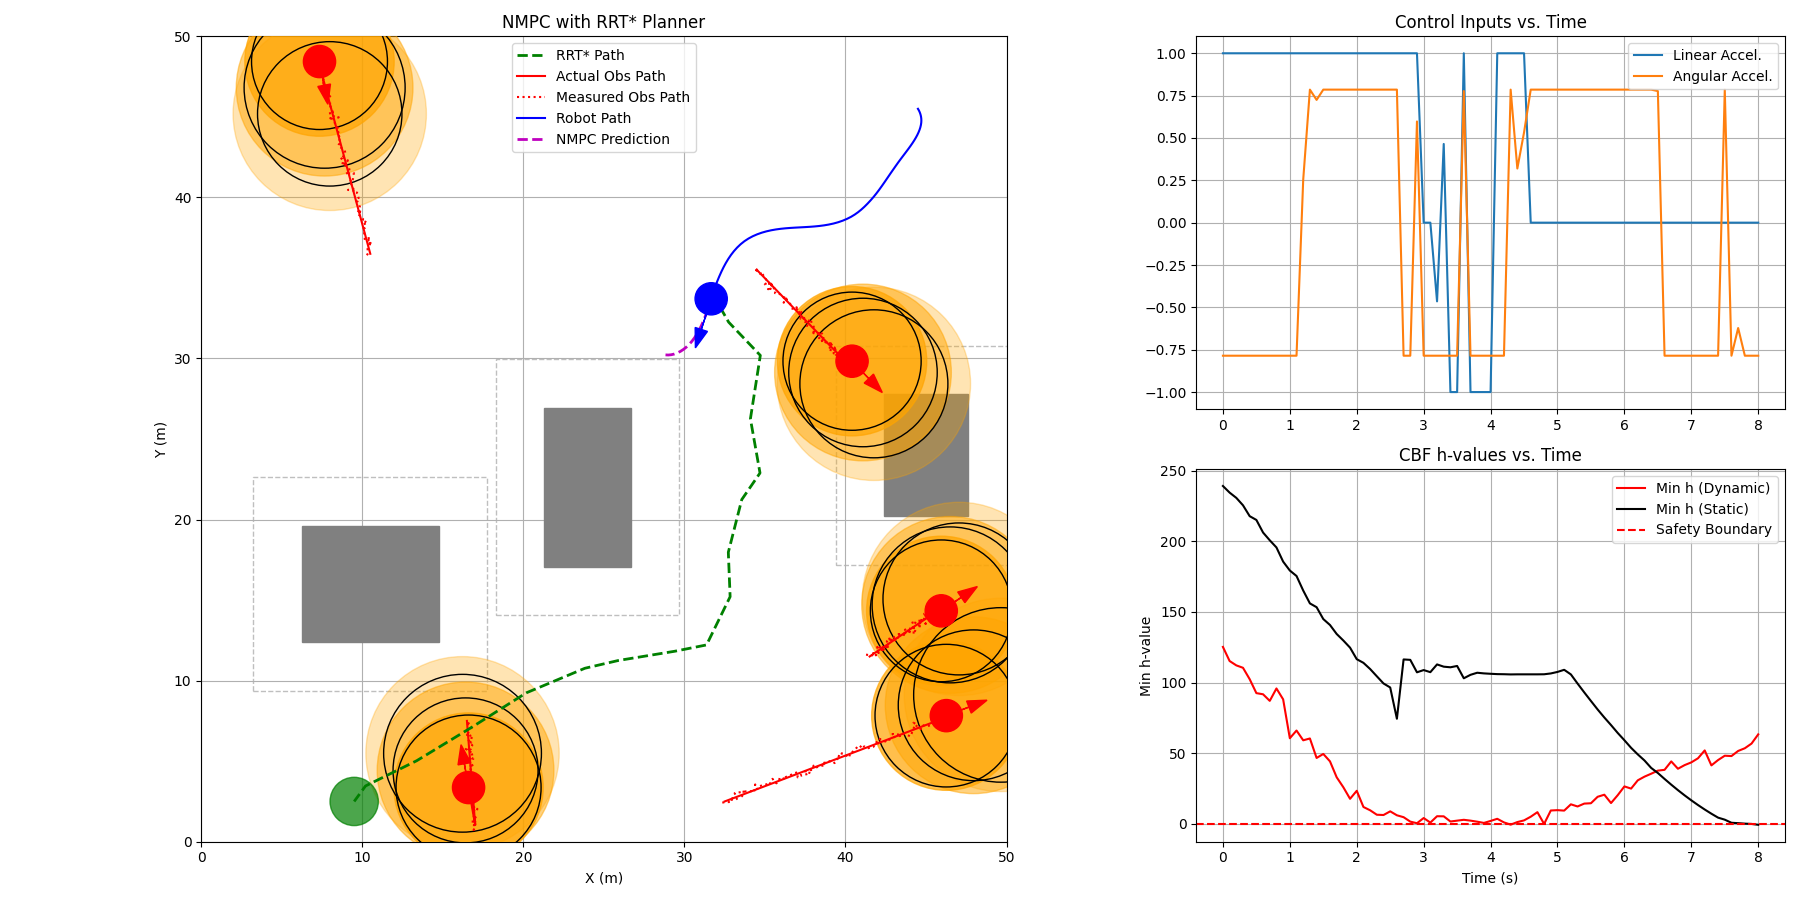 NMPC with RRT* Planner
RRT* Path
Actual Obs Path
Measured Obs Path
Robot Path
NMPC Prediction
50
40
30
20
10
0
Y (m)
0 10 20 30 40 50
X (m)
Control Inputs vs. Time
Linear Accel.
Angular Accel.
1.00
0.75
0.50
0.25
0.00
−0.25
−0.50
−0.75
−1.00
0 1 2 3 4 5 6 7 8
CBF h-values vs. Time
Min h (Dynamic)
Min h (Static)
Safety Boundary
250
200
150
100
50
0
Min h-value
0 1 2 3 4 5 6 7 8
Time (s)